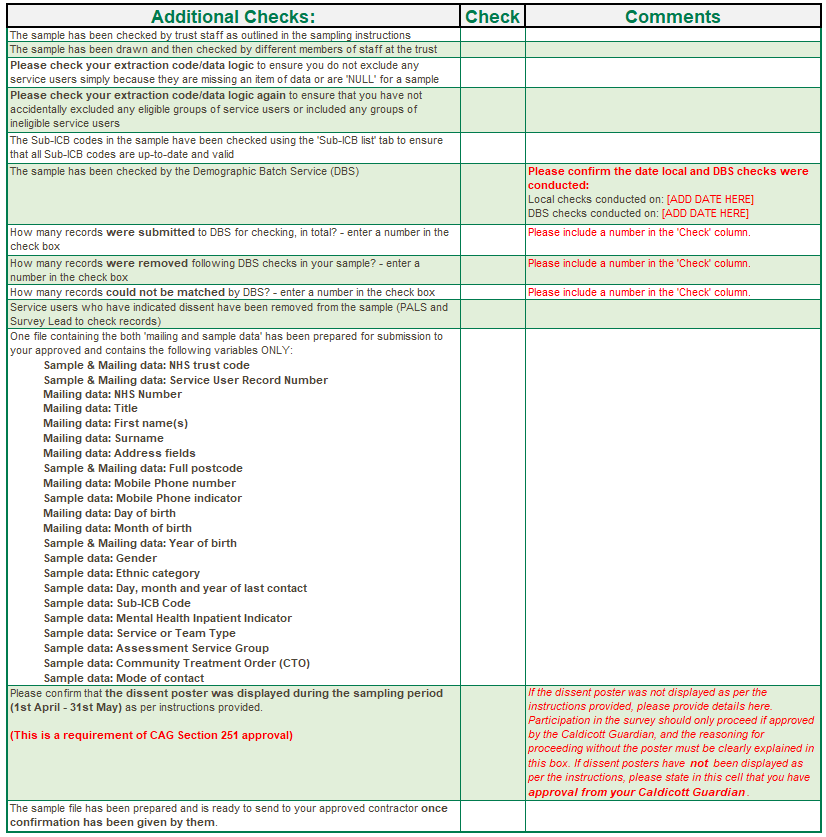 Additional Checks:
Check
Comments
The sample has been checked by trust staff as outlined in the sampling instructions
The sample has been drawn and then checked by different members of staff at the trust
Please check your extraction code/data logic to ensure you do not exclude any
service users simply because they are missing an item of data or are 'NULL' for a sample
Please check your extraction code/data logic again to ensure that you have not
accidentally excluded any eligible groups of service users or included any groups of
ineligible service users
The Sub-ICB codes in the sample have been checked using the 'Sub-ICB list' tab to ensure
that all Sub-ICB codes are up-to-date and valid
The sample has been checked by the Demographic Batch Service (DBS)
Please confirm the date local and DBS checks were
conducted:
Local checks conducted on: [ADD DATE HERE]
DBS checks conducted on: [ADD DATE HERE]
How many records were submitted to DBS for checking, in total? - enter a number in the
check box
Please include a number in the 'Check' column.
How many records were removed following DBS checks in your sample? - enter a
number in the check box
Please include a number in the 'Check' column.
How many records could not be matched by DBS? - enter a number in the check box
Please include a number in the 'Check' column.
Service users who have indicated dissent have been removed from the sample (PALS and
Survey Lead to check records)
One file containing the both 'mailing and sample data' has been prepared for submission to
your approved and contains the following variables ONLY:
Sample & Mailing data: NHS trust code
Sample & Mailing data: Service User Record Number
Mailing data: NHS Number
Mailing data: Title
Mailing data: First name(s)
Mailing data: Surname
Mailing data: Address fields
Sample & Mailing data: Full postcode
Mailing data: Mobile Phone number
Sample data: Mobile Phone indicator
Mailing data: Day of birth
Mailing data: Month of birth
Sample & Mailing data: Year of birth
Sample data: Gender
Sample data: Ethnic category
Sample data: Day, month and year of last contact
Sample data: Sub-ICB Code
Sample data: Mental Health Inpatient Indicator
Sample data: Service or Team Type
Sample data: Assessment Service Group
Sample data: Community Treatment Order (CTO)
Sample data: Mode of contact
Please confirm that the dissent poster was displayed during the sampling period
(1st April - 31st May) as per instructions provided.
(This is a requirement of CAG Section 251 approval)
If the dissent poster was not displayed as per the
instructions provided, please provide details here.
Participation in the survey should only proceed if approved
by the Caldicott Guardian, and the reasoning for
proceeding without the poster must be clearly explained in
this box. If dissent posters have not been displayed as
per the instructions, please state in this cell that you have
approval from your Caldicott Guardian.
The sample file has been prepared and is ready to send to your approved contractor once
confirmation has been given by them.